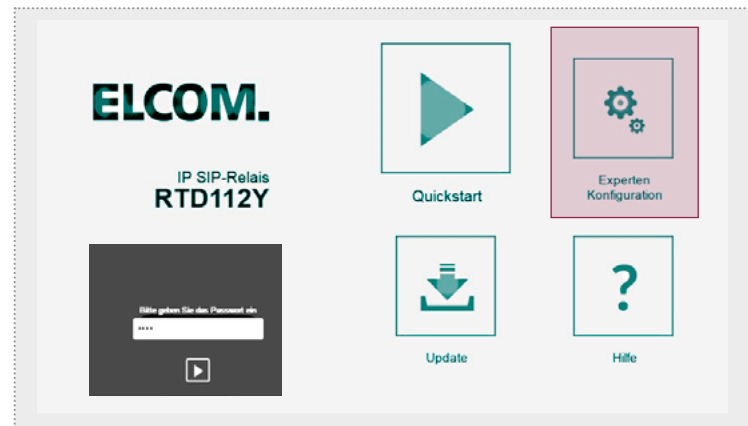 ELCOM.
IP SIP-Relais
RTD112Y
Quickstart
Experten
Konfiguration
Bitte geben Sie das Passwort ein
••••
Update
?
Hilfe